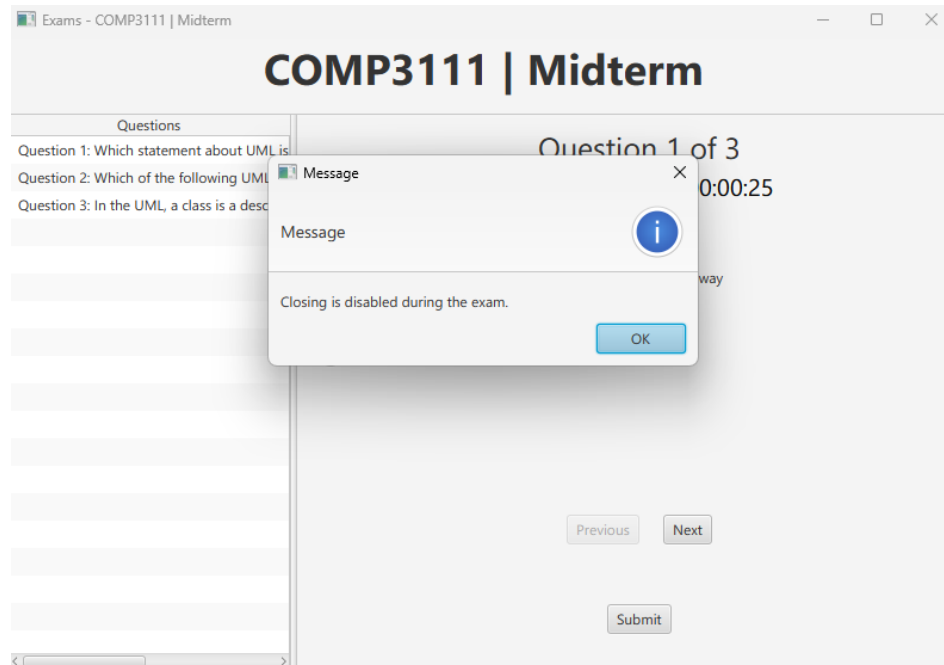 Exams - COMP3111 | Midterm
COMP3111 | Midterm
Questions
Question 1: Which statement about UML is
Question 2: Which of the following UML
Question 3: In the UML, a class is a desc
Question 1 of 3
0:00:25
way
Message
Message
Closing is disabled during the exam.
OK
Previous
Next
Submit